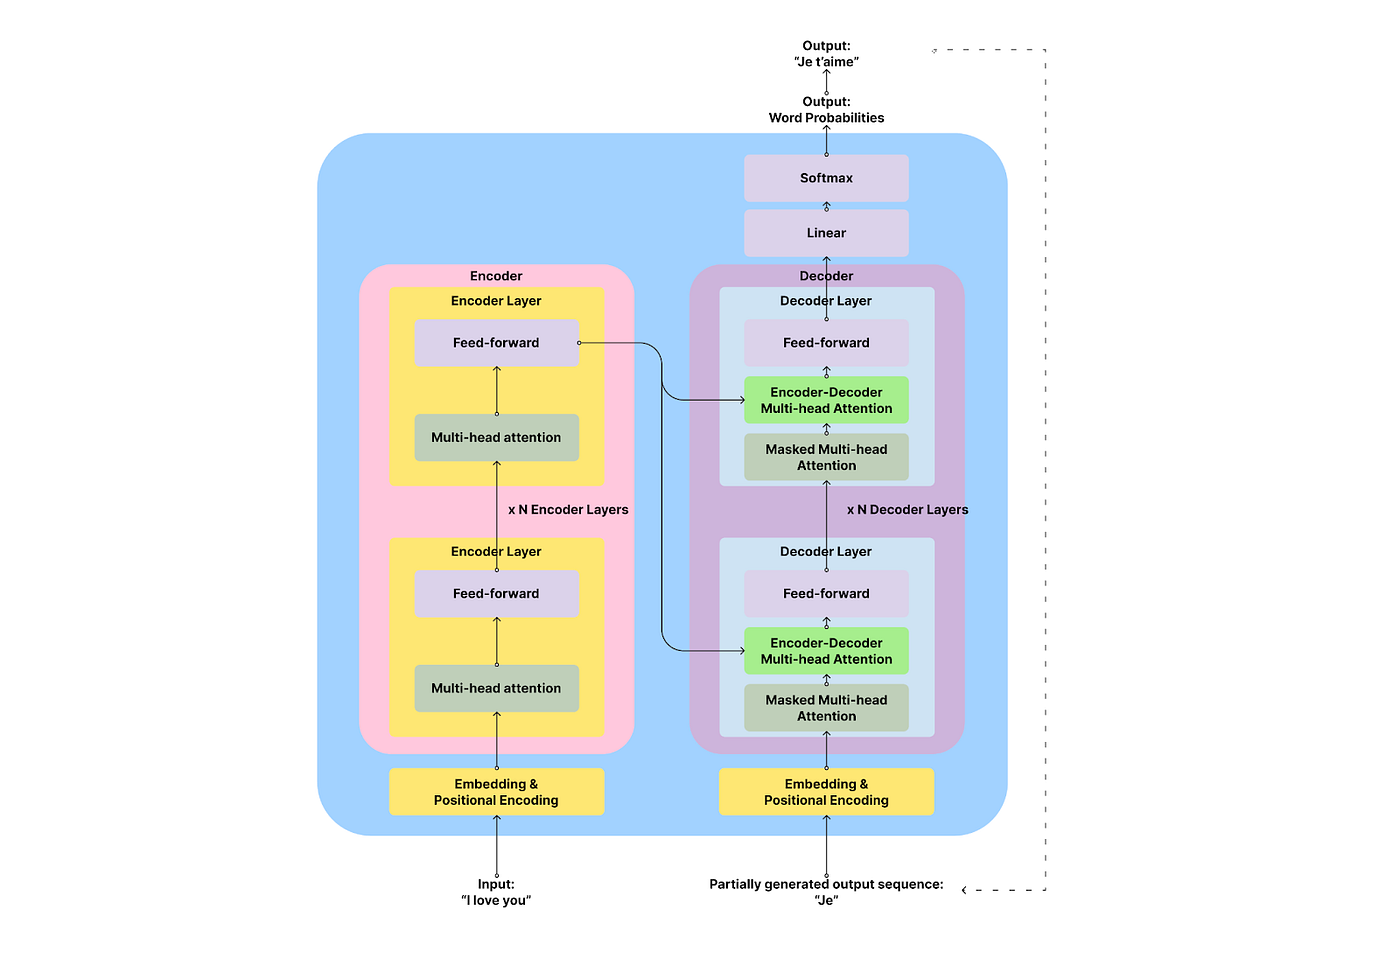 Output:
“Je t’aime”
Output:
Word Probabilities
Softmax
Linear
Encoder
Encoder Layer
Feed-forward
Multi-head attention
x N Encoder Layers
Encoder Layer
Feed-forward
Multi-head attention
Embedding &
Positional Encoding
Input:
“I love you”
Decoder
Decoder Layer
Feed-forward
Encoder-Decoder
Multi-head Attention
Masked Multi-head
Attention
x N Decoder Layers
Decoder Layer
Feed-forward
Encoder-Decoder
Multi-head Attention
Masked Multi-head
Attention
Embedding &
Positional Encoding
Partially generated output sequence:
“Je”